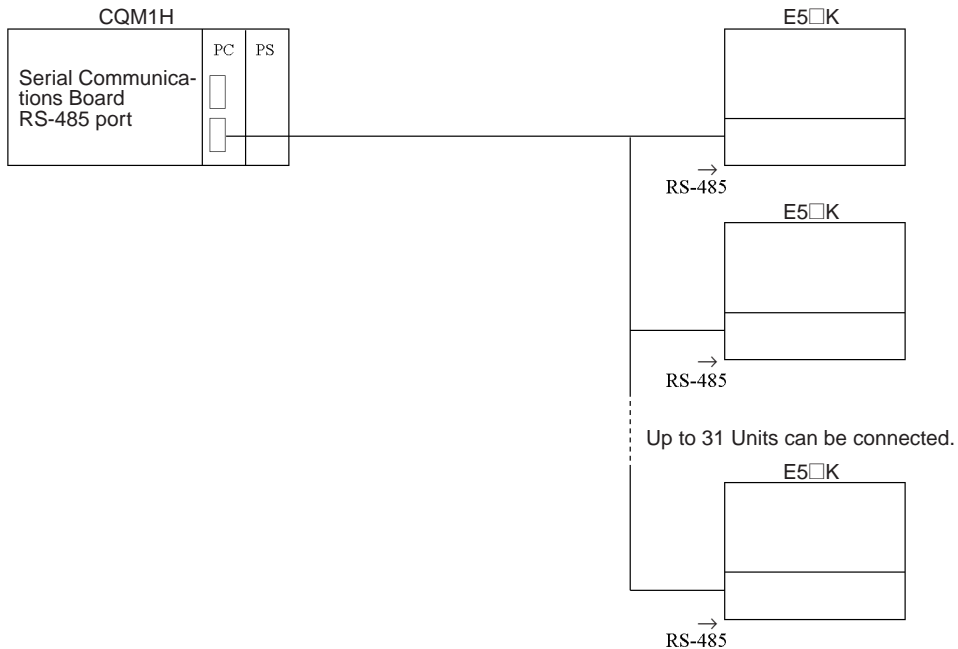 CQM1H
E5□K
PC PS
Serial Communica-
tions Board
RS-485 port
→
RS-485
E5□K
→
RS-485
Up to 31 Units can be connected.
E5□K
→
RS-485